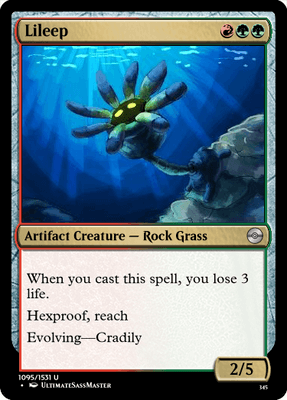 Lileep
Artifact Creature — Rock Grass
When you cast this spell, you lose 3
life.
Hexproof, reach
Evolving—Cradily
2/5
1095/1531 U
• UltimateSassMaster
345